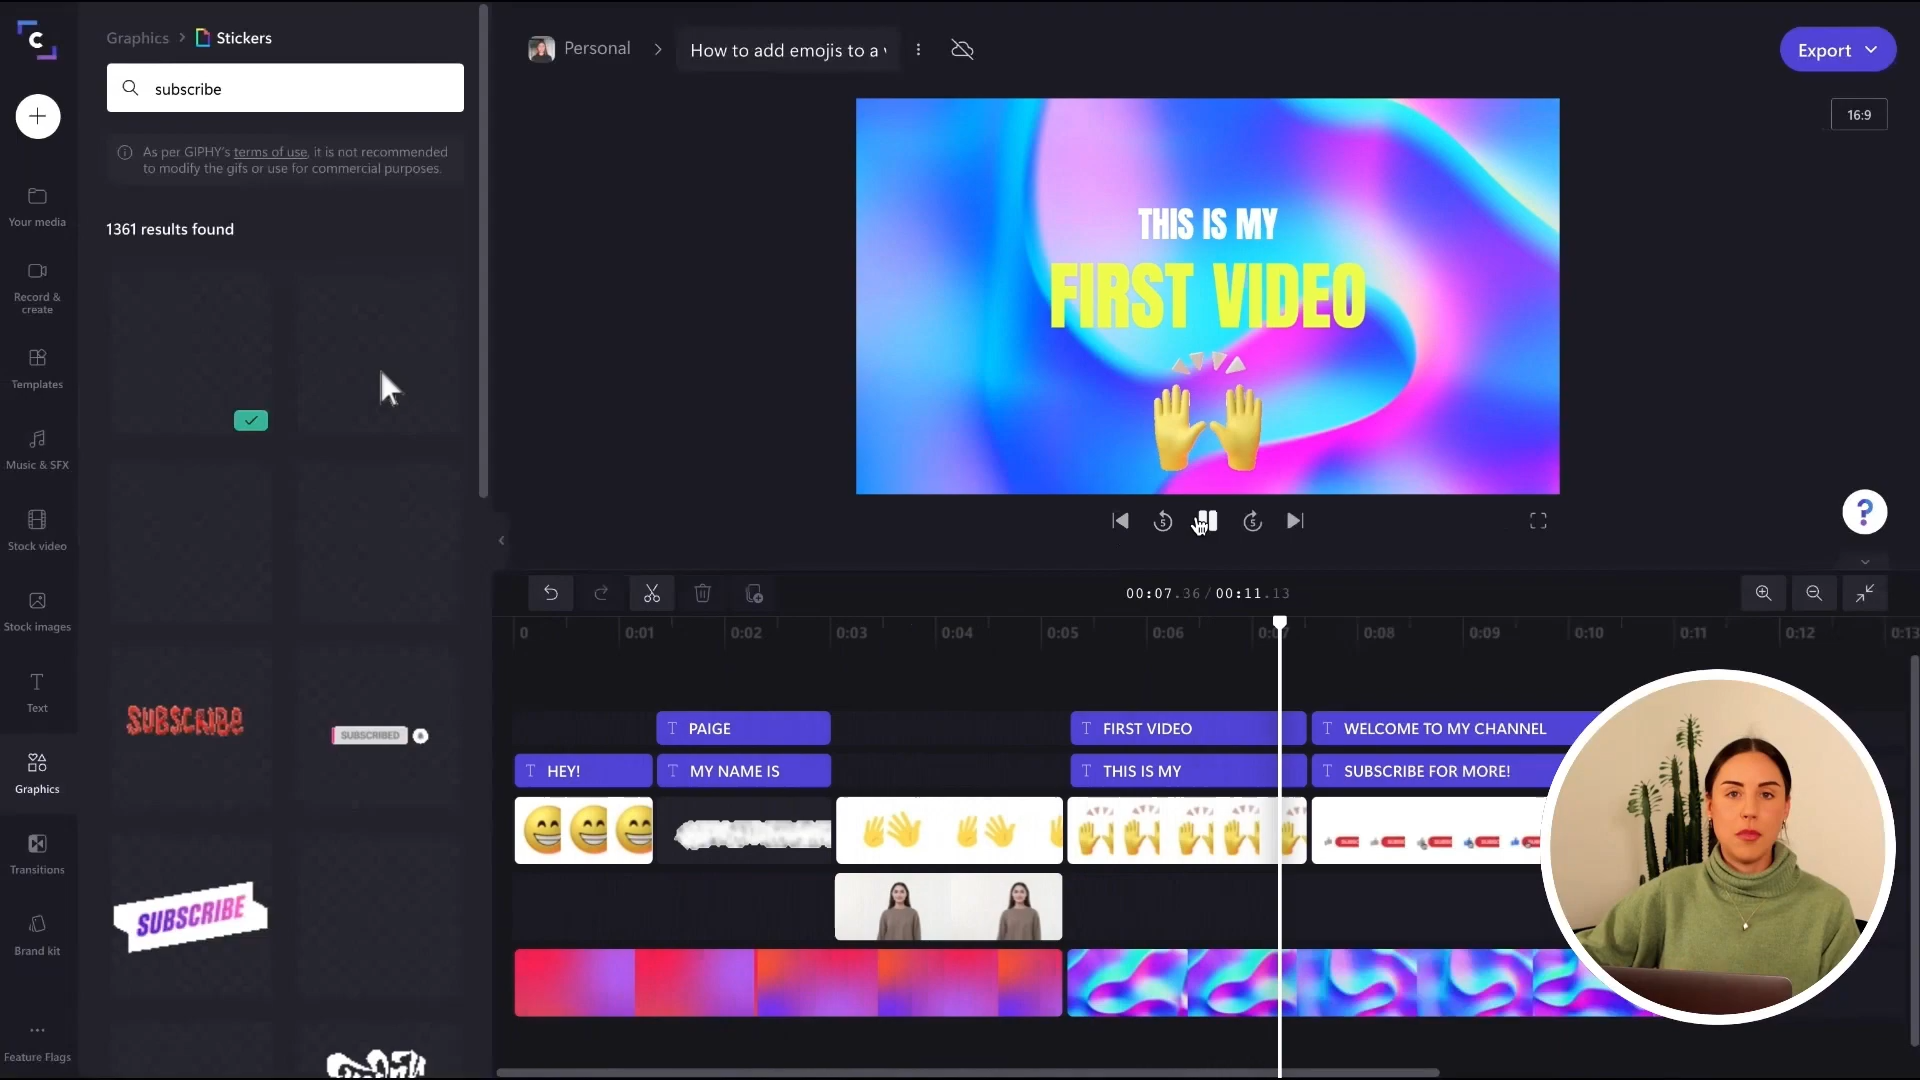 C
Graphics > Stickers
subscribe
As per GIPHY's terms of use, it is not recommended
to modify the gifs or use for commercial purposes.
1361 results found
Your media
Record &
create
Templates
Music & SFX
Stock video
Stock images
Text
Graphics
Transitions
Brand kit
Feature Flags
SUBSCRIBE
SUBSCRIBED
SUBSCRIBE
Personal > How to add emojis to a
Export
16:9
THIS IS MY
FIRST VIDEO
5
5
?
00:07.36 / 00:11.13
0 0:01 0:02 0:03 0:04 0:05 0:06 0:07 0:08 0:09 0:10 0:11 0:12 0:13
T PAIGE
T FIRST VIDEO
T WELCOME TO MY CHANNEL
T HEY!
T MY NAME IS
T THIS IS MY
T SUBSCRIBE FOR MORE!